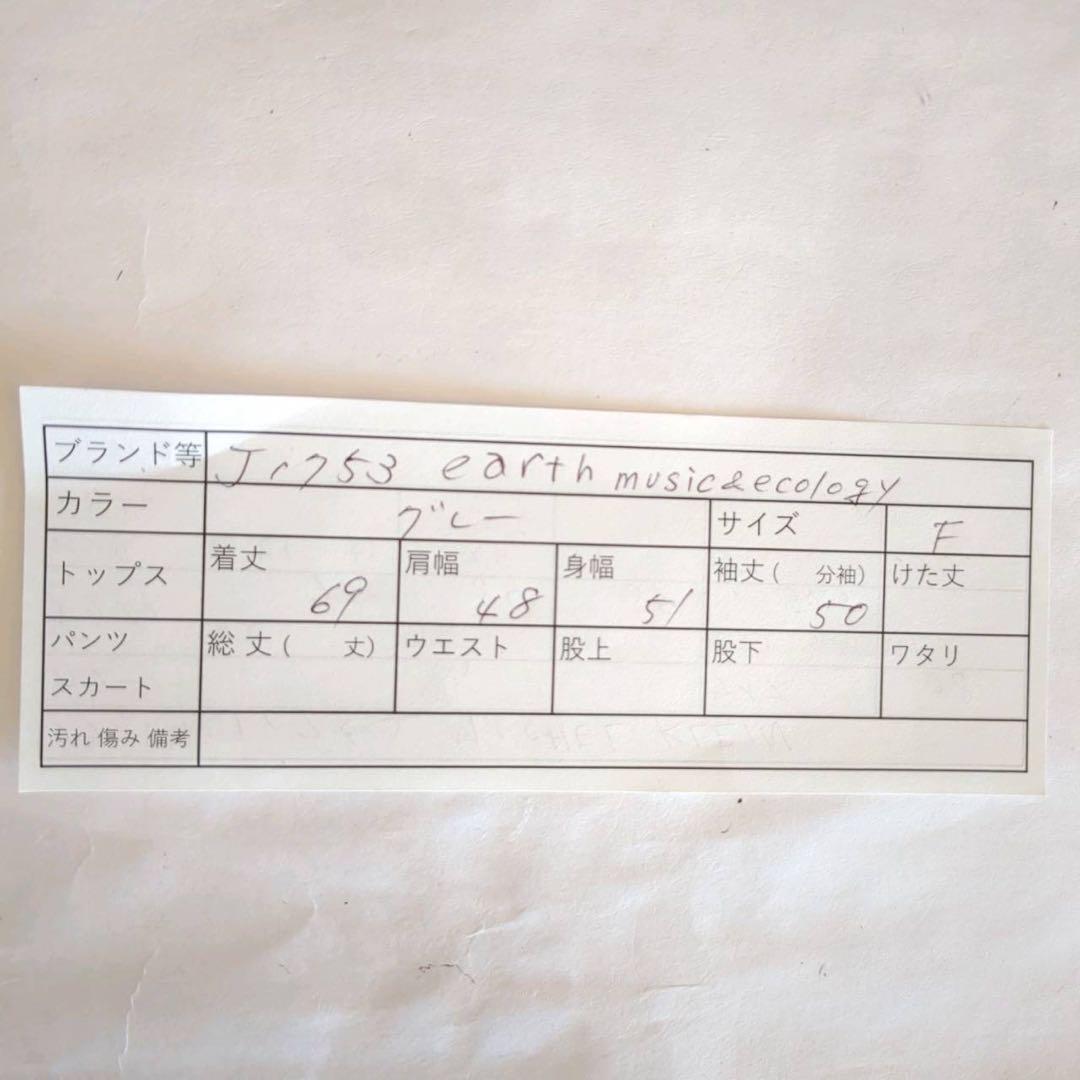 ブランド等 Jr753 earth music&ecology
カラー グレー サイズ F
トップス 着丈 69 肩幅 48 身幅 51 袖丈( 分袖) 50 けた丈
パンツ スカート 総丈( 丈) ウエスト 股上 股下 ワタリ
汚れ 傷み 備考